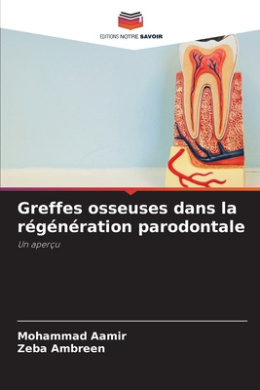 EDITIONS NOTRE SAVOIR
Greffes osseuses dans la
régénération parodontale
Un aperçu
Mohammad Aamir
Zeba Ambreen